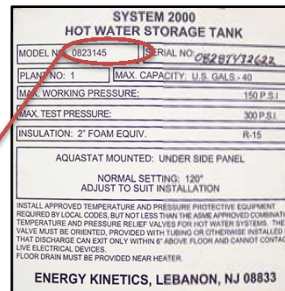 SYSTEM 2000
HOT WATER STORAGE TANK
MODEL NO 0823145 SERIAL NO:
PLANT NO: 1 MAX. CAPACITY: U.S. GALS - 40
MAX. WORKING PRESSURE: 150 P.S.I
MAX. TEST PRESSURE: 300 P.S.I
INSULATION: 2" FOAM EQUIV. R-15
AQUASTAT MOUNTED: UNDER SIDE PANEL
NORMAL SETTING: 120°
ADJUST TO SUIT INSTALLATION
INSTALL APPROVED TEMPERATURE AND PRESSURE PROTECTIVE EQUIPMENT
REQUIRED BY LOCAL CODES, BUT NOT LESS THAN THE ASME APPROVED COMBINATI
TEMPERATURE AND PRESSURE RELIEF VALVES FOR HOT WATER SYSTEMS. THE
VALVE MUST BE ORIENTED, PROVIDED WITH TUBING OR OTHERWISE INSTALLED
THAT DISCHARGE CAN EXIT ONLY WITHIN 6" ABOVE FLOOR AND CANNOT CONTAC
LIVE ELECTRICAL DEVICES.
FLOOR DRAIN MUST BE PROVIDED NEAR HEATER.
ENERGY KINETICS, LEBANON, NJ 08833